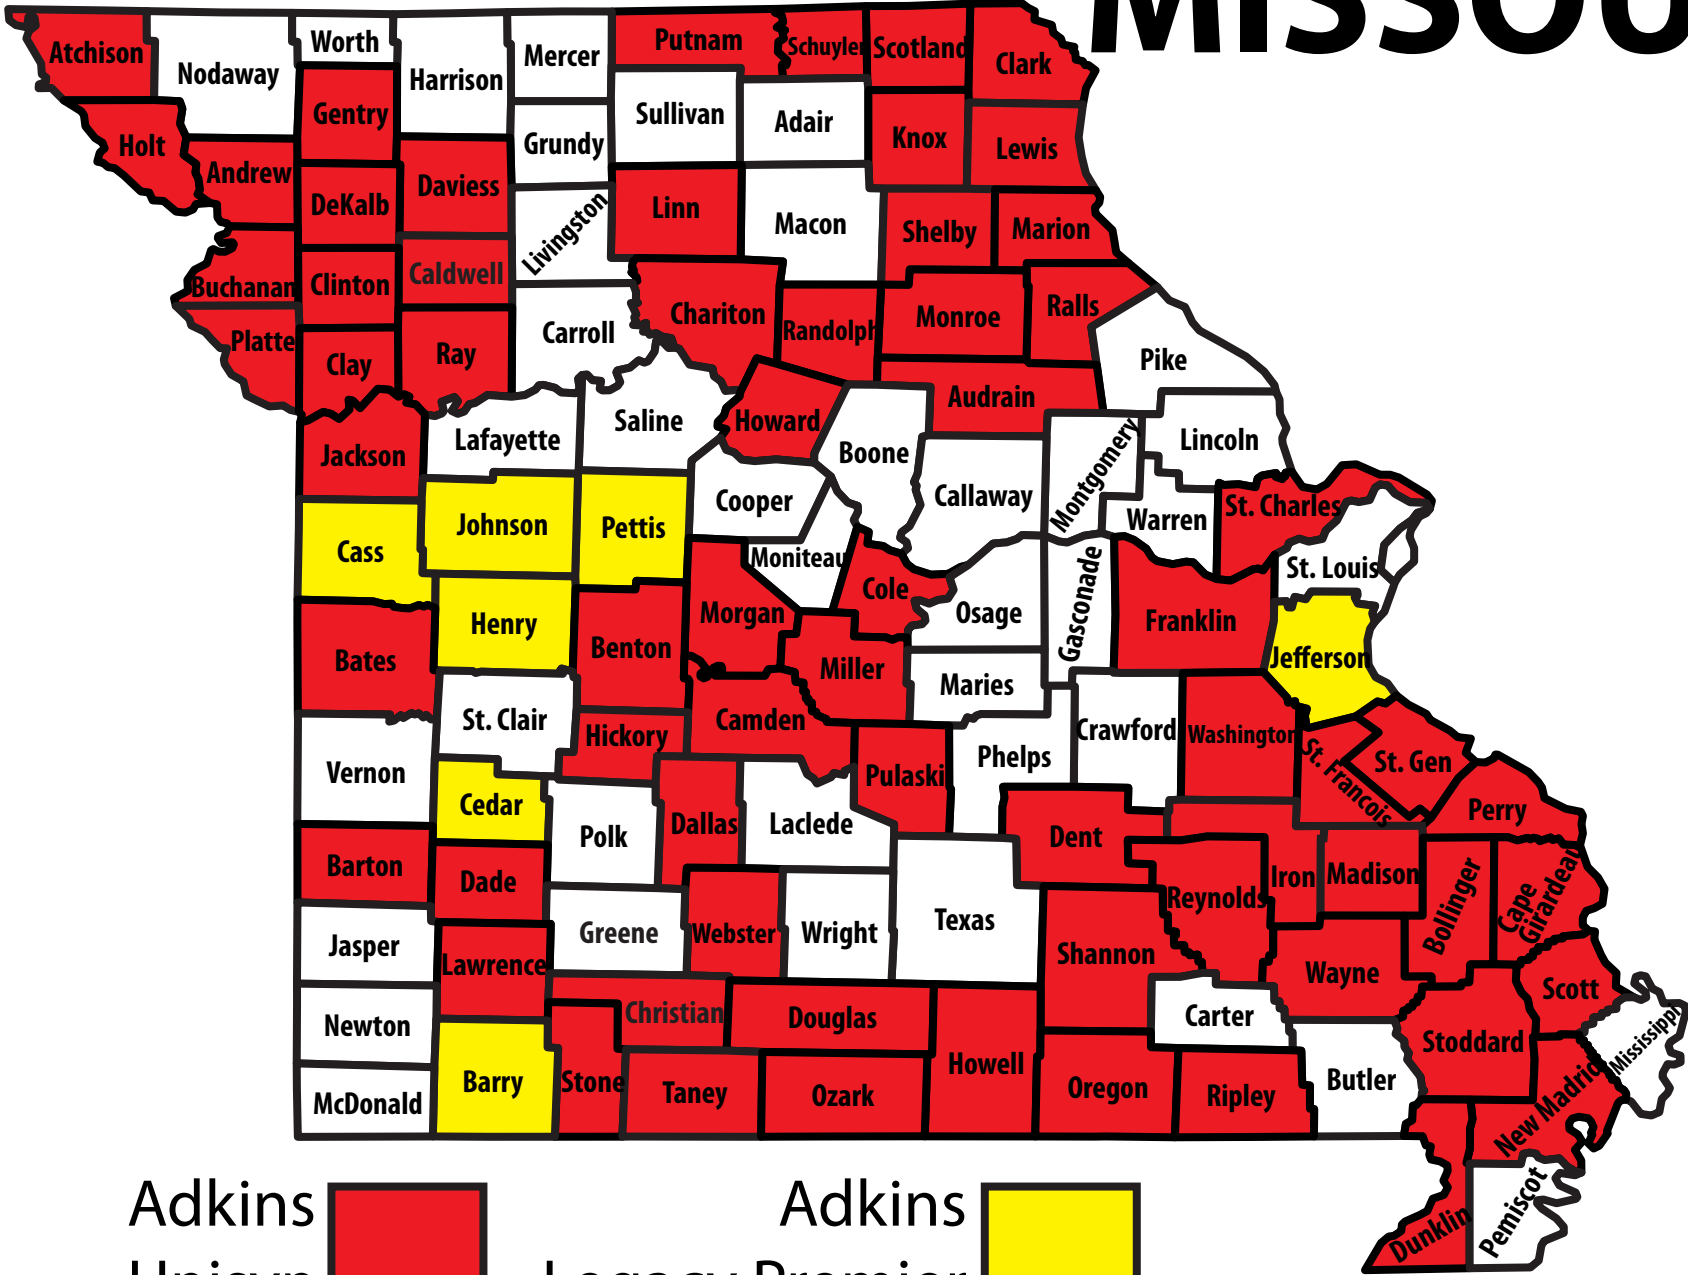 MISSOU
Atchison
Nodaway
Worth
Harrison
Mercer
Putnam
Schuyler
Scotland
Clark
Gentry
Sullivan
Adair
Knox
Lewis
Holt
Andrew
DeKalb
Daviess
Grundy
Livingston
Linn
Macon
Shelby
Marion
Buchanan
Clinton
Caldwell
Carroll
Chariton
Randolph
Monroe
Ralls
Pike
Platte
Clay
Ray
Audrain
Jackson
Lafayette
Saline
Howard
Boone
Callaway
Montgomery
Lincoln
Cooper
Warren
St. Charles
Cass
Johnson
Pettis
Moniteau
Cole
Osage
Gasconade
Franklin
St. Louis
Jefferson
Henry
Morgan
Bates
Benton
Miller
Maries
St. Clair
Hickory
Camden
Phelps
Crawford
Washington
St. Francois
St. Gen
Perry
Vernon
Cedar
Polk
Dallas
Laclede
Pulaski
Dent
Barton
Dade
Reynolds
Iron
Madison
Bollinger
Cape
Girardeau
Jasper
Lawrence
Greene
Webster
Wright
Texas
Shannon
Wayne
Scott
Newton
Christian
Douglas
Howell
Carter
Stoddard
Mississippi
McDonald
Barry
Stone
Taney
Ozark
Oregon
Ripley
Butler
New Madrid
Dunklin
Pemiscot
Adkins
Unisyn
Adkins
Legacy Premier